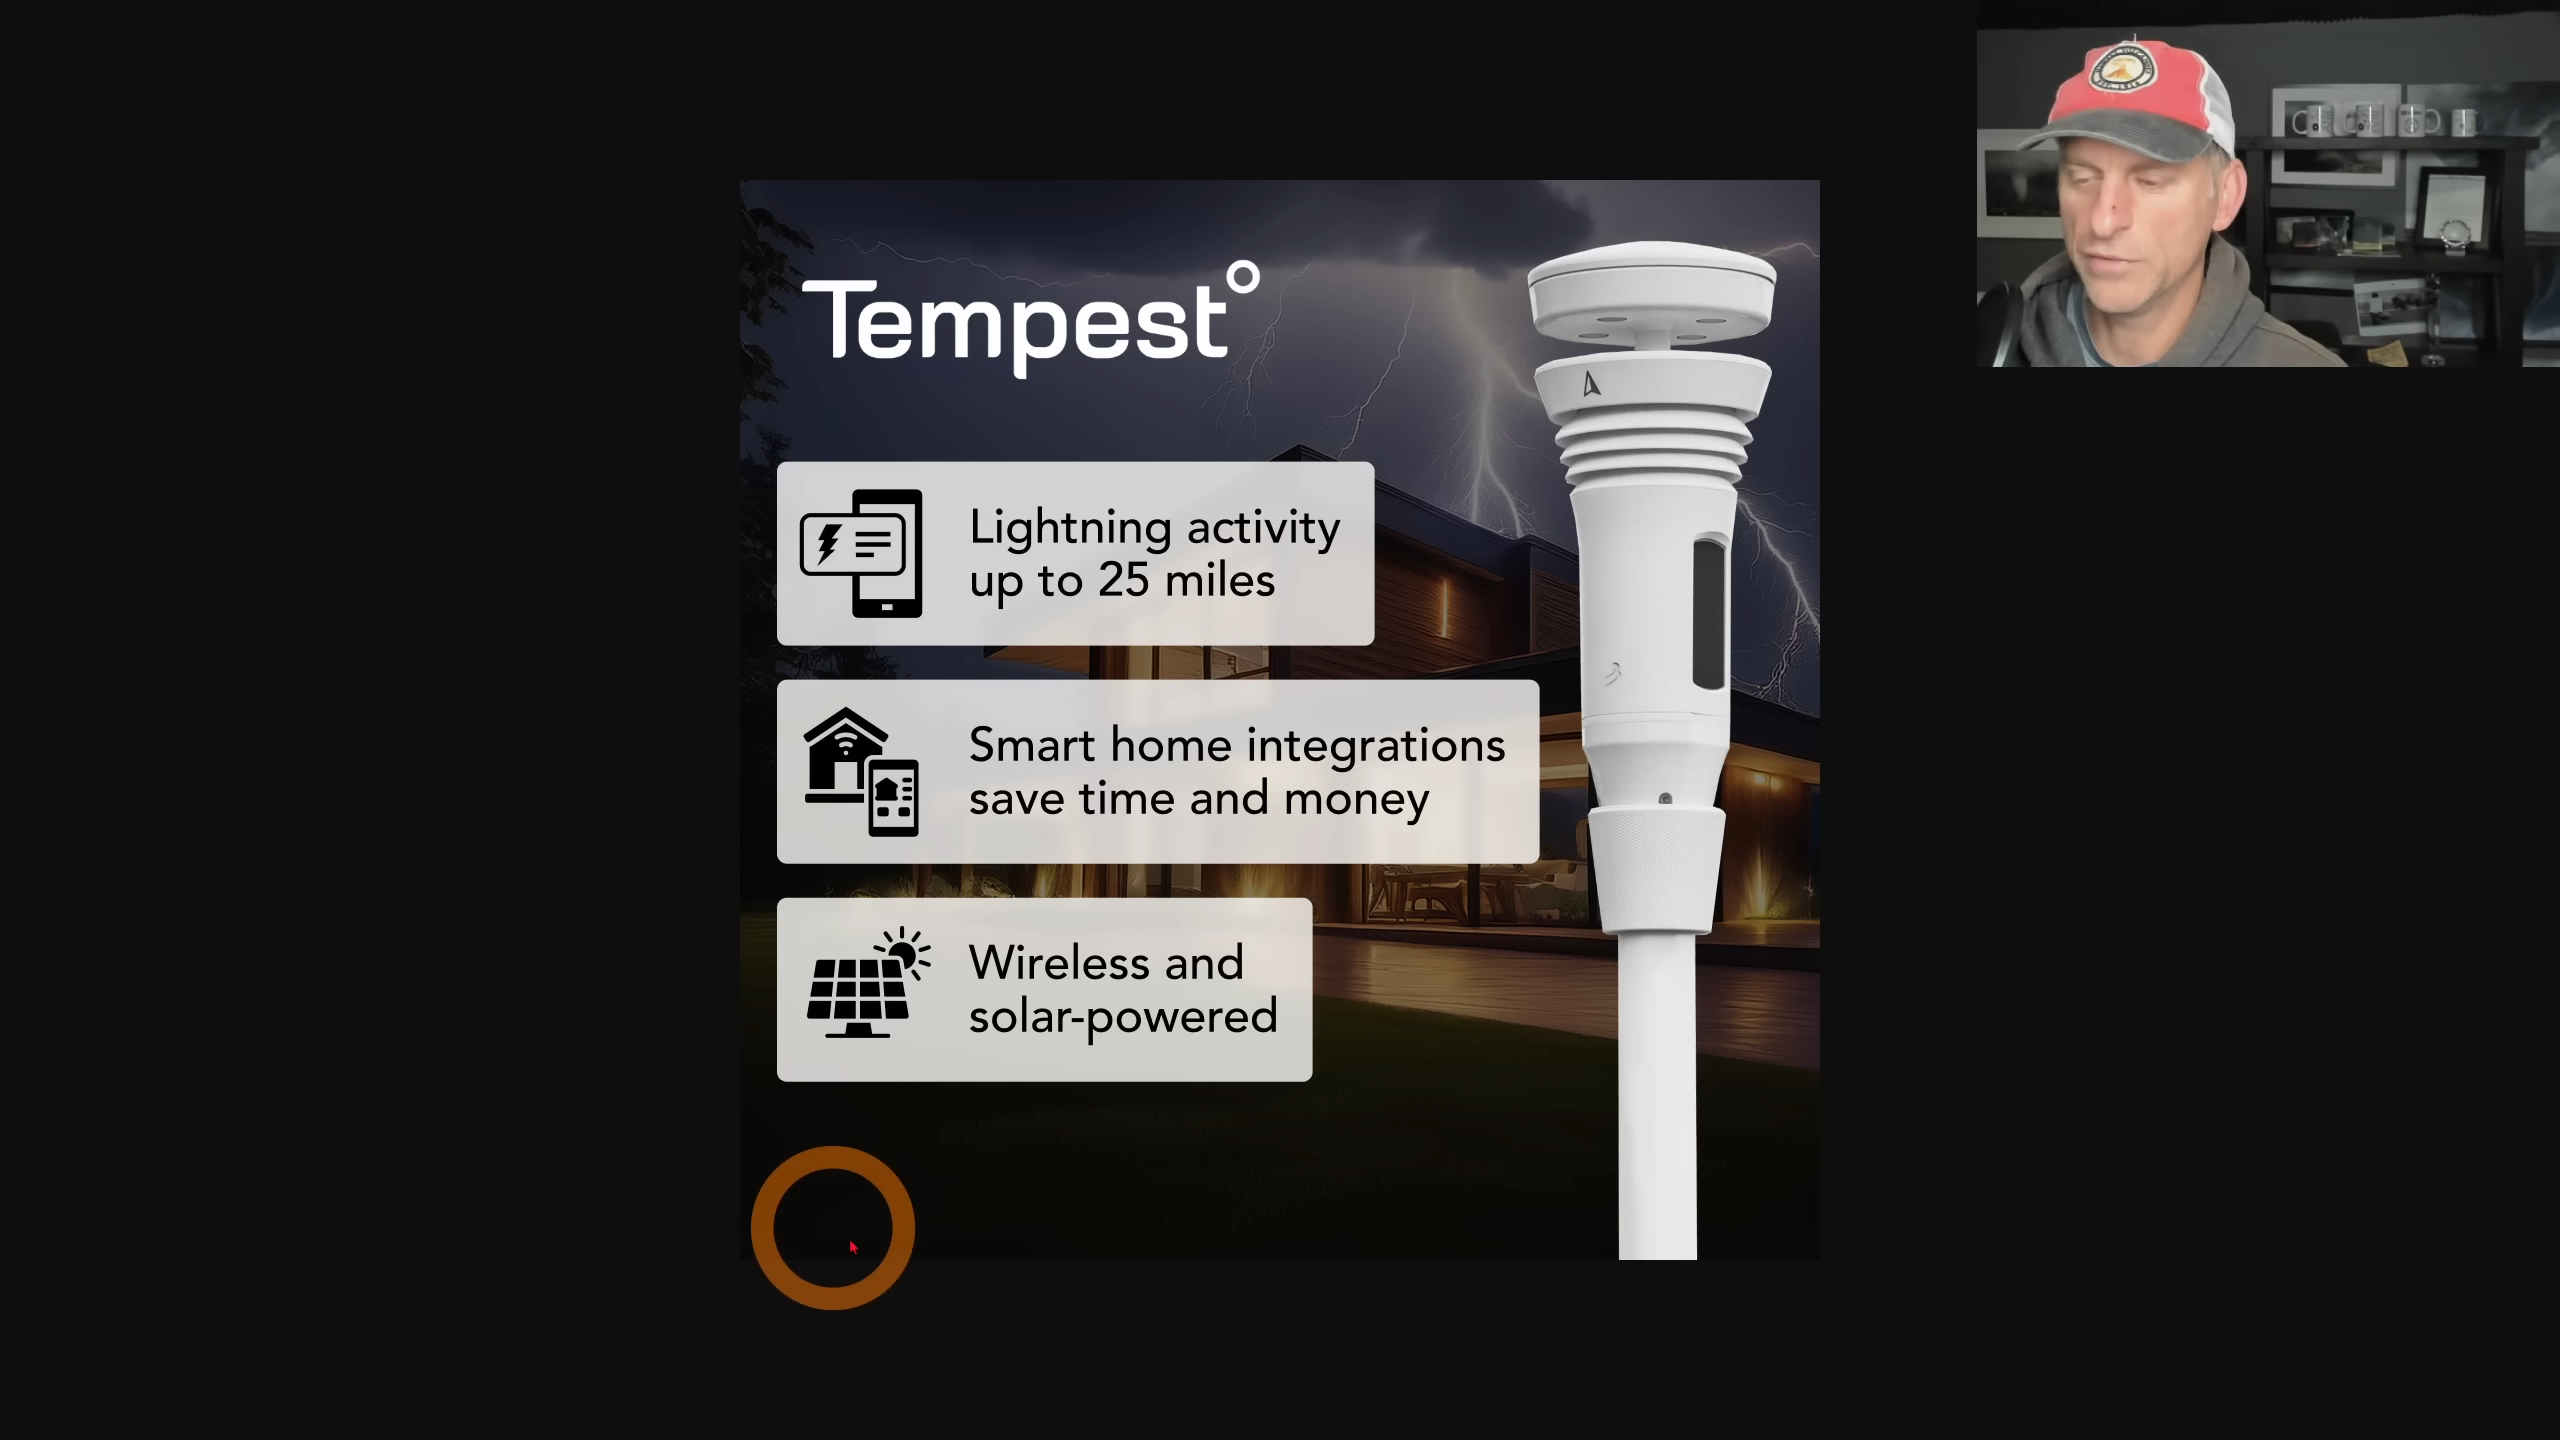 Tempest°
Lightning activity
up to 25 miles
Smart home integrations
save time and money
Wireless and
solar-powered